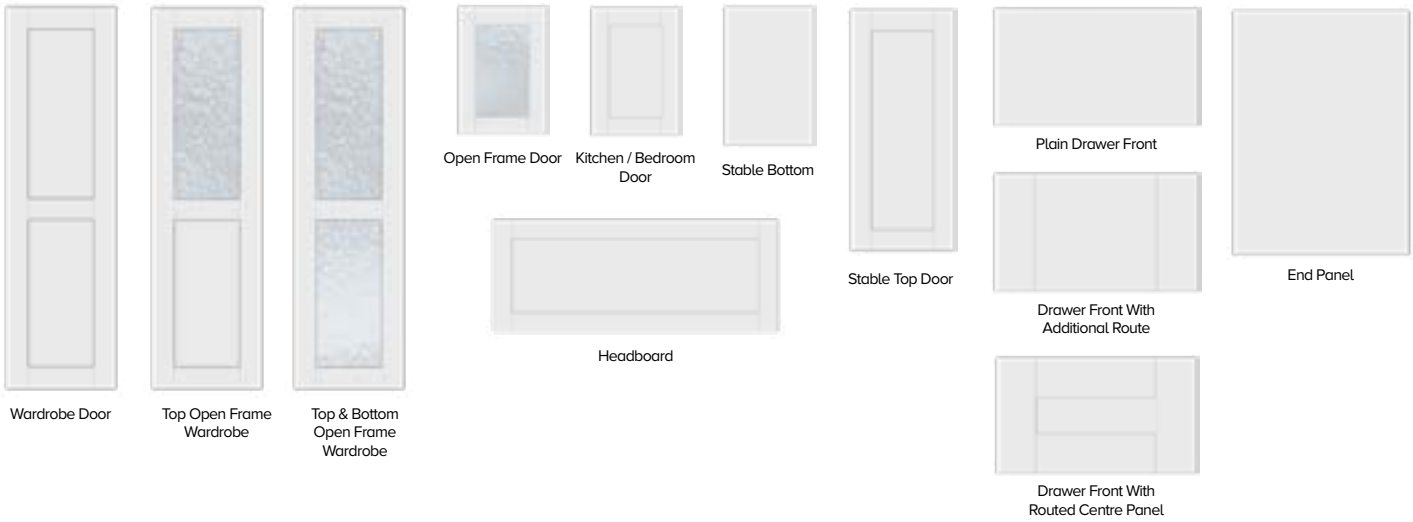 Wardrobe Door
Top Open Frame
Wardrobe
Top & Bottom
Open Frame
Wardrobe
Open Frame Door
Kitchen / Bedroom
Door
Stable Bottom
Headboard
Stable Top Door
Plain Drawer Front
Drawer Front With
Additional Route
Drawer Front With
Routed Centre Panel
End Panel